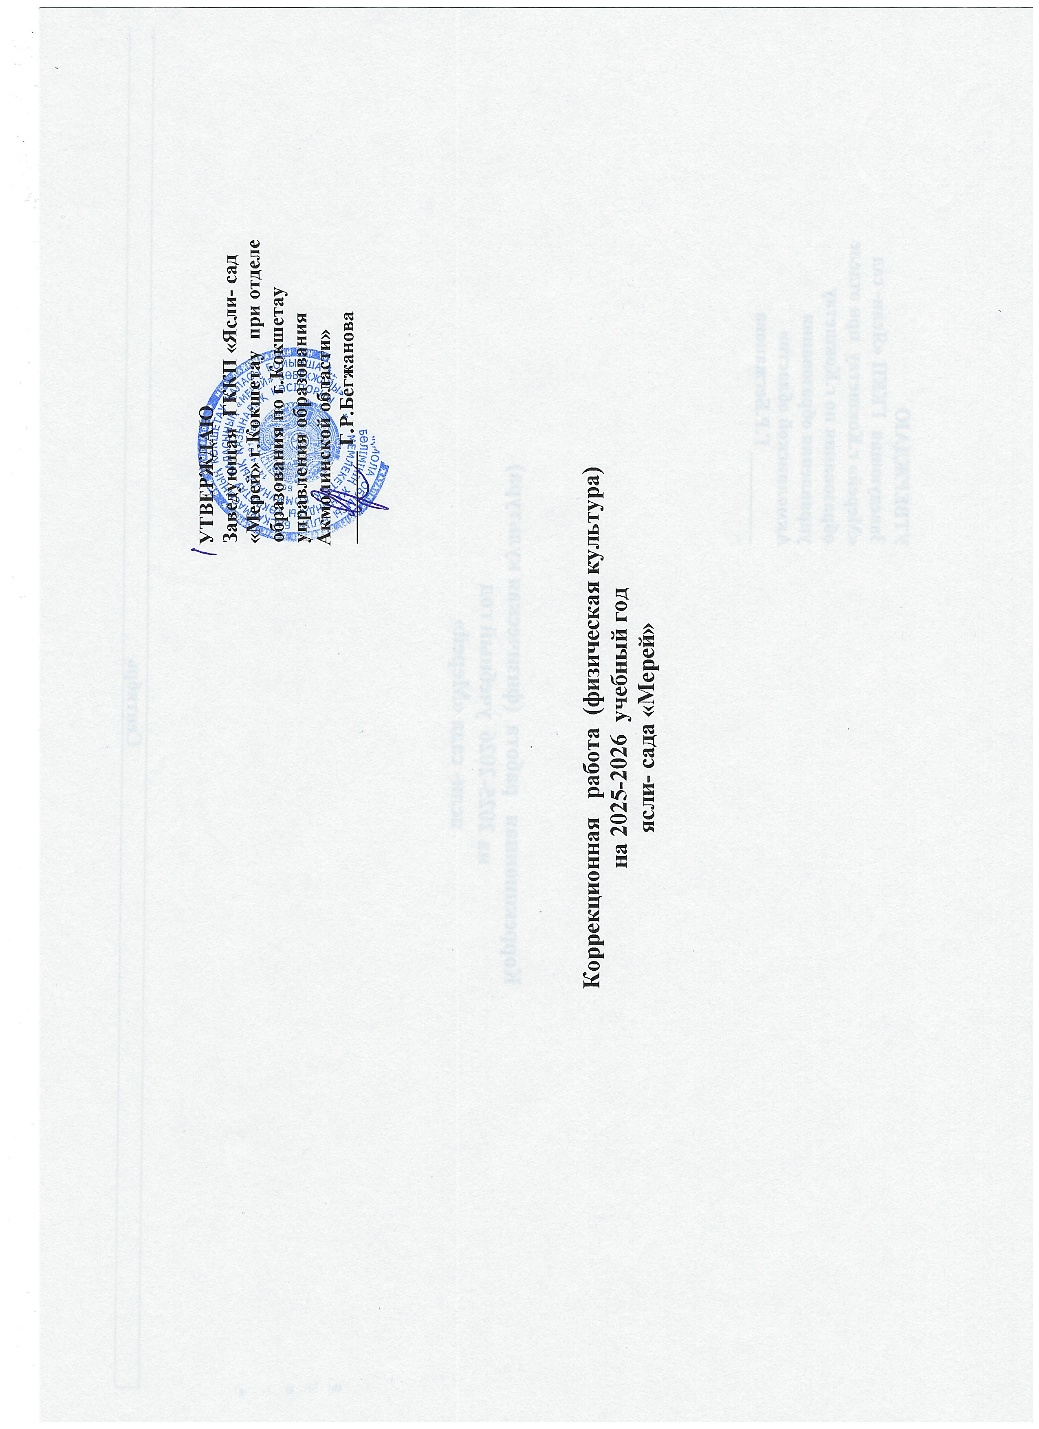 УТВЕРЖДАЮ
Заведующая ГККП «Ясли- сад
«Мерей» г.Кокшетау при отделе
образования по г.Кокшетау
управления образования
Акмолинской области»
Г.Р.Бегжанова
Коррекционная работа (физическая культура)
на 2025-2026 учебный год
ясли- сада «Мерей»